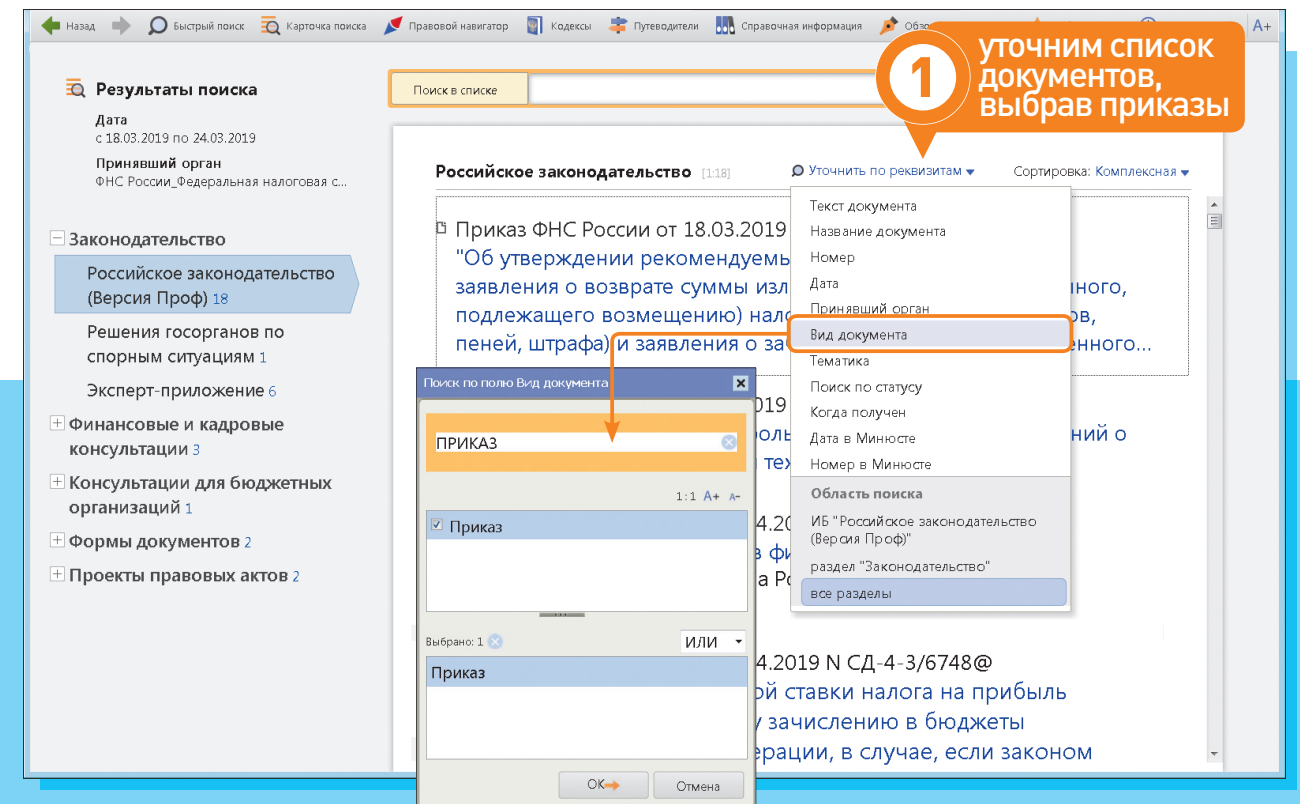 Назад
Быстрый поиск
Карточка поиска
Правовой навигатор
Кодексы
Путеводители
Справочная информация
A+
1
уточним список
документов,
выбрав приказы
Результаты поиска
Дата
с 18.03.2019 по 24.03.2019
Принявший орган
ФНС России_Федеральная налоговая с...
Законодательство
Российское законодательство
(Версия Проф) 18
Решения госорганов по
спорным ситуациям 1
Эксперт-приложение 6
Финансовые и кадровые
консультации 3
Консультации для бюджетных
организаций 1
Формы документов 2
Проекты правовых актов 2
Поиск в списке
Российское законодательство [1:18]
Уточнить по реквизитам
Сортировка: Комплексная
Приказ ФНС России от 18.03.2019
"Об утверждении рекомендуемы
заявления о возврате суммы изл ного,
подлежащего возмещению) нало ов,
пеней, штрафа) и заявления о за енного...
019
ний о
4.20
4.2019 N СД-4-3/6748@
ой ставки налога на прибыль
у зачислению в бюджеты
ерации, в случае, если законом
Текст документа
Название документа
Номер
Дата
Принявший орган
Вид документа
Тематика
Поиск по статусу
Когда получен
Дата в Минюсте
Номер в Минюсте
Область поиска
ИБ "Российское законодательство
(Версия Проф)"
раздел "Законодательство"
все разделы
Поиск по полю Вид документа
ПРИКАЗ
1:1 A+ A-
Приказ
Выбрано: 1
ИЛИ
Приказ
OK
Отмена